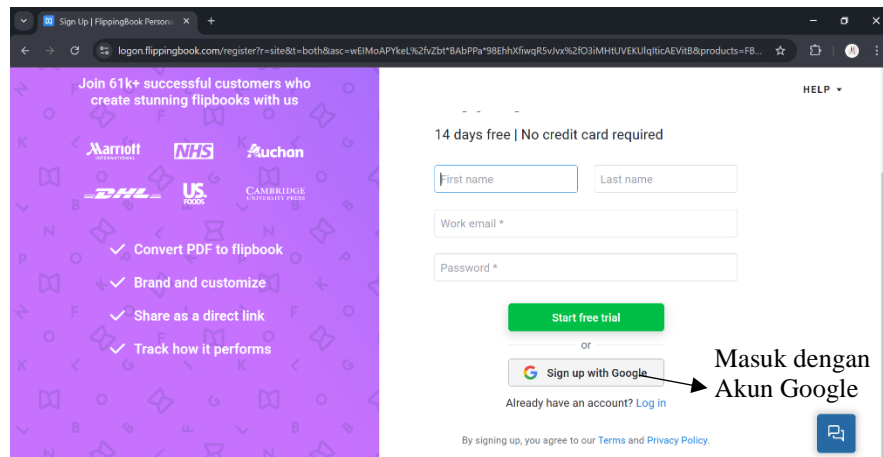 Sign Up | FlippingBook Persona
logon.flippingbook.com/register?r=site&t=both&asc=wEIMoAPYkeL%2fvZbt*BAbPPa*98EhhXfiwqR5vJvx%2fO3iMHtUVEKUlqIticAEVitB&products=FB...
Join 61k+ successful customers who
create stunning flipbooks with us
Marriott
INTERNATIONAL
NHS
Auchan
DHL
US.
FOODS
CAMBRIDGE
UNIVERSITY PRESS
Convert PDF to flipbook
Brand and customize
Share as a direct link
Track how it performs
HELP
14 days free | No credit card required
First name
Last name
Work email *
Password *
Start free trial
or
Sign up with Google
Already have an account? Log in
By signing up, you agree to our Terms and Privacy Policy.
Masuk dengan
Akun Google